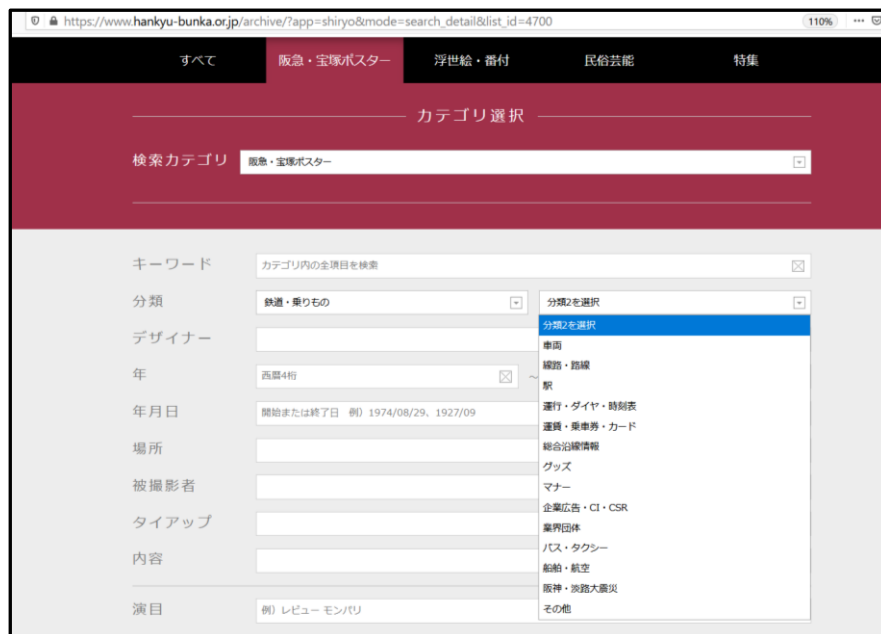 https://www.hankyu-bunka.or.jp/archive/?app=shiryo&mode=search_detail&list_id=4700 110% •••
すべて 阪急・宝塚ポスター 浮世絵・番付 民俗芸能 特集
カテゴリ選択
検索カテゴリ 阪急・宝塚ポスター
キーワード カテゴリ内の全項目を検索
分類 鉄道・乗りもの 分類2を選択
分類2を選択
デザイナー
車両
線路・路線
年 西暦4桁 ～
駅
運行・ダイヤ・時刻表
年月日 開始または終了日 例）1974/08/29、1927/09
運賃・乗車券・カード
場所
総合沿線情報
グッズ
被撮影者
マナー
企業広告・CI・CSR
タイアップ
業界団体
バス・タクシー
内容
船舶・航空
阪神・淡路大震災
演目 例）レビュー モンパリ
その他